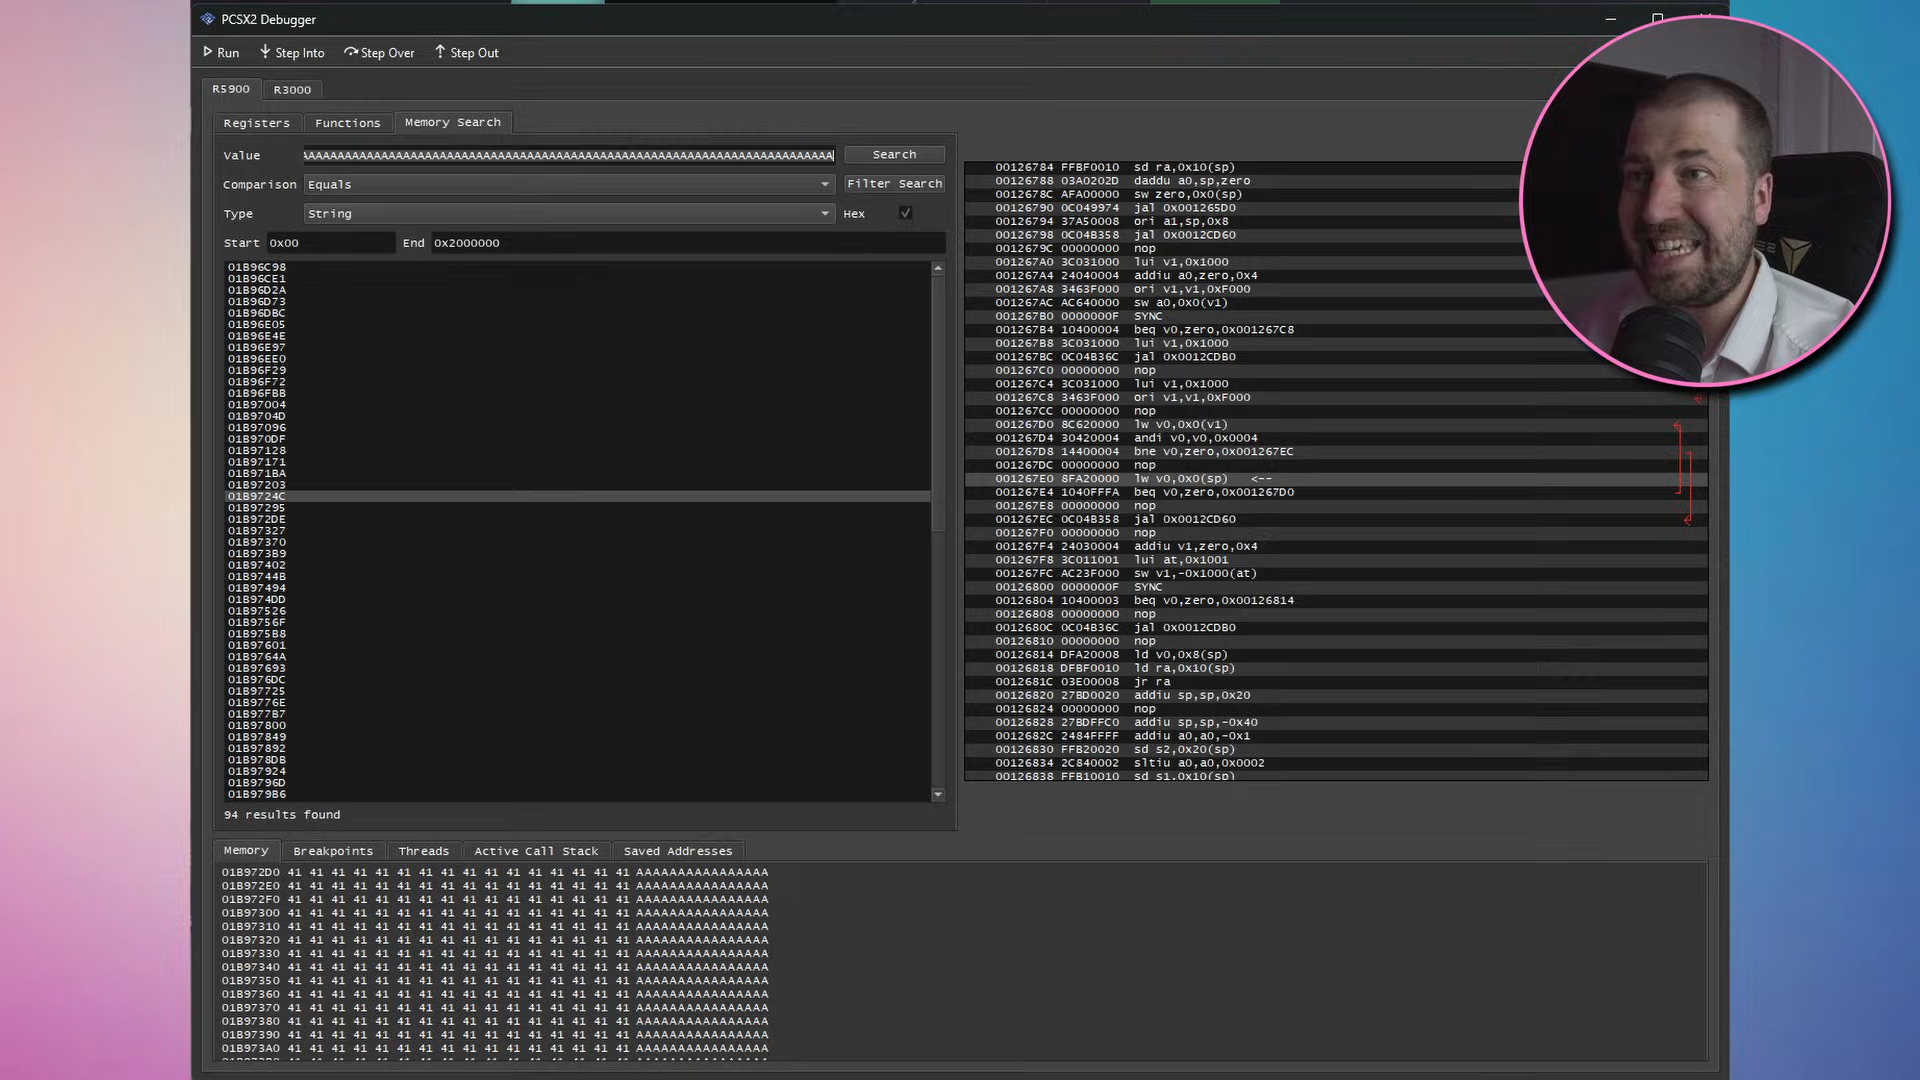 PCSX2 Debugger
Run Step Into Step Over Step Out
R5900 R3000
Registers Functions Memory Search
Value AAAAAAAAAAAAAAAAAAAAAAAAAAAAAAAAAAAAAAAAAAAAAAAAAAAAAAAAAAAAAAAAAAAAAAAAA Search
Comparison Equals Filter Search
Type String Hex
Start 0x00 End 0x2000000
01B96C98
01B96CE1
01B96D2A
01B96D73
01B96DBC
01B96E05
01B96E4E
01B96E97
01B96EE0
01B96F29
01B96F72
01B96FBB
01B97004
01B9704D
01B97096
01B970DF
01B97128
01B97171
01B971BA
01B97203
01B9724C
01B97295
01B972DE
01B97327
01B97370
01B973B9
01B97402
01B9744B
01B97494
01B974DD
01B97526
01B9756F
01B975B8
01B97601
01B9764A
01B97693
01B976DC
01B97725
01B9776E
01B977B7
01B97800
01B97849
01B97892
01B978DB
01B97924
01B9796D
01B979B6
94 results found
00126784 FFBF0010 sd ra,0x10(sp)
00126788 03A0202D daddu a0,sp,zero
0012678C AFA00000 sw zero,0x0(sp)
00126790 0C049974 jal 0x001265D0
00126794 37A50008 ori a1,sp,0x8
00126798 0C04B358 jal 0x0012CD60
0012679C 00000000 nop
001267A0 3C031000 lui v1,0x1000
001267A4 24040004 addiu a0,zero,0x4
001267A8 3463F000 ori v1,v1,0xF000
001267AC AC640000 sw a0,0x0(v1)
001267B0 0000000F SYNC
001267B4 10400004 beq v0,zero,0x001267C8
001267B8 3C031000 lui v1,0x1000
001267BC 0C04B36C jal 0x0012CDB0
001267C0 00000000 nop
001267C4 3C031000 lui v1,0x1000
001267C8 3463F000 ori v1,v1,0xF000
001267CC 00000000 nop
001267D0 8C620000 lw v0,0x0(v1)
001267D4 30420004 andi v0,v0,0x0004
001267D8 14400004 bne v0,zero,0x001267EC
001267DC 00000000 nop
001267E0 8FA20000 lw v0,0x0(sp) <--
001267E4 1040FFFA beq v0,zero,0x001267D0
001267E8 00000000 nop
001267EC 0C04B358 jal 0x0012CD60
001267F0 00000000 nop
001267F4 24030004 addiu v1,zero,0x4
001267F8 3C011001 lui at,0x1001
001267FC AC23F000 sw v1,-0x1000(at)
00126800 0000000F SYNC
00126804 10400003 beq v0,zero,0x00126814
00126808 00000000 nop
0012680C 0C04B36C jal 0x0012CDB0
00126810 00000000 nop
00126814 DFA20008 ld v0,0x8(sp)
00126818 DFBF0010 ld ra,0x10(sp)
0012681C 03E00008 jr ra
00126820 27BD0020 addiu sp,sp,0x20
00126824 00000000 nop
00126828 27BDFFC0 addiu sp,sp,-0x40
0012682C 2484FFFF addiu a0,a0,-0x1
00126830 FFB20020 sd s2,0x20(sp)
00126834 2C840002 sltiu a0,a0,0x0002
00126838 FFB10010 sd s1,0x10(sp)
Memory Breakpoints Threads Active Call Stack Saved Addresses
01B972D0 41 41 41 41 41 41 41 41 41 41 41 41 41 41 41 41 AAAAAAAAAAAAAAAA
01B972E0 41 41 41 41 41 41 41 41 41 41 41 41 41 41 41 41 AAAAAAAAAAAAAAAA
01B972F0 41 41 41 41 41 41 41 41 41 41 41 41 41 41 41 41 AAAAAAAAAAAAAAAA
01B97300 41 41 41 41 41 41 41 41 41 41 41 41 41 41 41 41 AAAAAAAAAAAAAAAA
01B97310 41 41 41 41 41 41 41 41 41 41 41 41 41 41 41 41 AAAAAAAAAAAAAAAA
01B97320 41 41 41 41 41 41 41 41 41 41 41 41 41 41 41 41 AAAAAAAAAAAAAAAA
01B97330 41 41 41 41 41 41 41 41 41 41 41 41 41 41 41 41 AAAAAAAAAAAAAAAA
01B97340 41 41 41 41 41 41 41 41 41 41 41 41 41 41 41 41 AAAAAAAAAAAAAAAA
01B97350 41 41 41 41 41 41 41 41 41 41 41 41 41 41 41 41 AAAAAAAAAAAAAAAA
01B97360 41 41 41 41 41 41 41 41 41 41 41 41 41 41 41 41 AAAAAAAAAAAAAAAA
01B97370 41 41 41 41 41 41 41 41 41 41 41 41 41 41 41 41 AAAAAAAAAAAAAAAA
01B97380 41 41 41 41 41 41 41 41 41 41 41 41 41 41 41 41 AAAAAAAAAAAAAAAA
01B97390 41 41 41 41 41 41 41 41 41 41 41 41 41 41 41 41 AAAAAAAAAAAAAAAA
01B973A0 41 41 41 41 41 41 41 41 41 41 41 41 41 41 41 41 AAAAAAAAAAAAAAAA